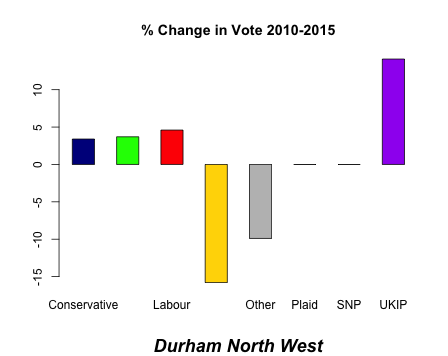 % Change in Vote 2010-2015
10
5
0
-5
-10
-15
Conservative Labour Other Plaid SNP UKIP
Durham North West